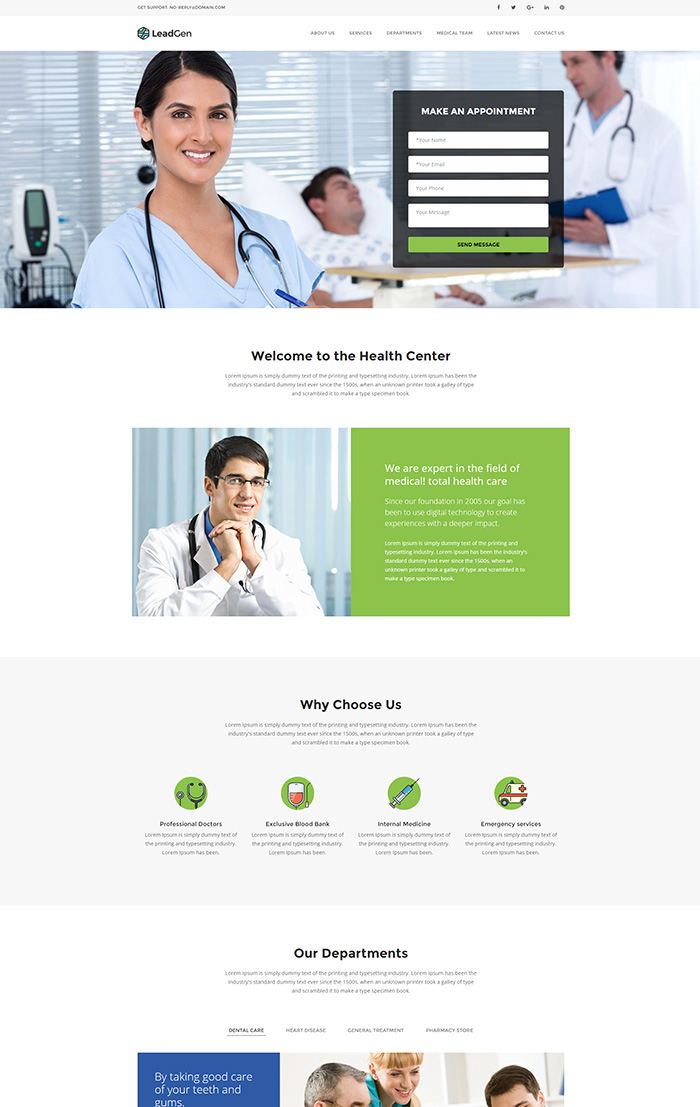 GET SUPPORT: NO-REPLY@DOMAIN.COM
LeadGen
ABOUT US SERVICES DEPARTMENTS MEDICAL TEAM LATEST NEWS CONTACT US
MAKE AN APPOINTMENT
*Your Name
*Your Email
Your Phone
Your Message
SEND MESSAGE
Welcome to the Health Center
Lorem Ipsum is simply dummy text of the printing and typesetting industry. Lorem Ipsum has been the
industry's standard dummy text ever since the 1500s, when an unknown printer took a galley of type
and scrambled it to make a type specimen book.
We are expert in the field of
medical! total health care
Since our foundation in 2005 our goal has
been to use digital technology to create
experiences with a deeper impact.
Lorem Ipsum is simply dummy text of the printing and
typesetting industry. Lorem Ipsum has been the industry's
standard dummy text ever since the 1500s, when an
unknown printer took a galley of type and scrambled it to
make a type specimen book.
Why Choose Us
Lorem Ipsum is simply dummy text of the printing and typesetting industry. Lorem Ipsum has been the
industry's standard dummy text ever since the 1500s, when an unknown printer took a galley of type
and scrambled it to make a type specimen book.
Professional Doctors
Lorem Ipsum is simply dummy text of
the printing and typesetting industry.
Lorem Ipsum has been.
Exclusive Blood Bank
Lorem Ipsum is simply dummy text of
the printing and typesetting industry.
Lorem Ipsum has been.
Internal Medicine
Lorem Ipsum is simply dummy text of
the printing and typesetting industry.
Lorem Ipsum has been.
Emergency services
Lorem Ipsum is simply dummy text of
the printing and typesetting industry.
Lorem Ipsum has been.
Our Departments
Lorem Ipsum is simply dummy text of the printing and typesetting industry. Lorem Ipsum has been the
industry's standard dummy text ever since the 1500s, when an unknown printer took a galley of type
and scrambled it to make a type specimen book.
DENTAL CARE HEART DISEASE GENERAL TREATMENT PHARMACY STORE
By taking good care
of your teeth and
gums,